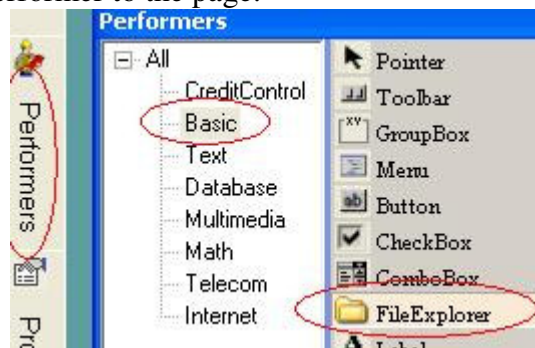 Performers
All
CreditControl
Basic
Text
Database
Multimedia
Math
Telecom
Internet
Pointer
Toolbar
GroupBox
Menu
Button
CheckBox
ComboBox
FileExplorer
Label
Performers